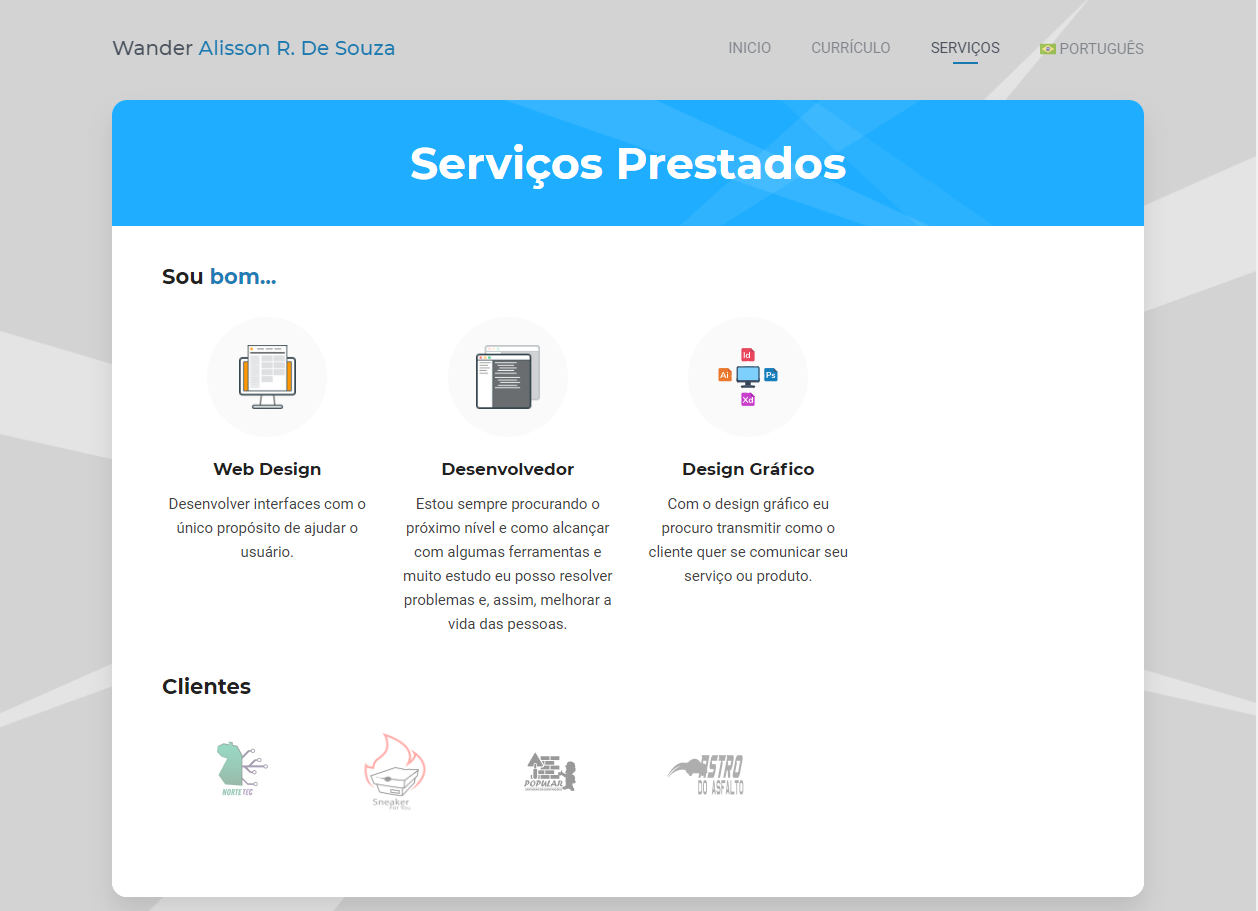 Wander Alisson R. De Souza
INICIO
CURRÍCULO
SERVIÇOS
PORTUGUÊS
Serviços Prestados
Sou bom...
Id
Ai
Ps
Xd
Web Design
Desenvolver interfaces com o
único propósito de ajudar o
usuário.
Desenvolvedor
Estou sempre procurando o
próximo nível e como alcançar
com algumas ferramentas e
muito estudo eu posso resolver
problemas e, assim, melhorar a
vida das pessoas.
Design Gráfico
Com o design gráfico eu
procuro transmitir como o
cliente quer se comunicar seu
serviço ou produto.
Clientes
NORTETEC
Sneaker
For You
POPULAR
ASTRO
DO ASFALTO